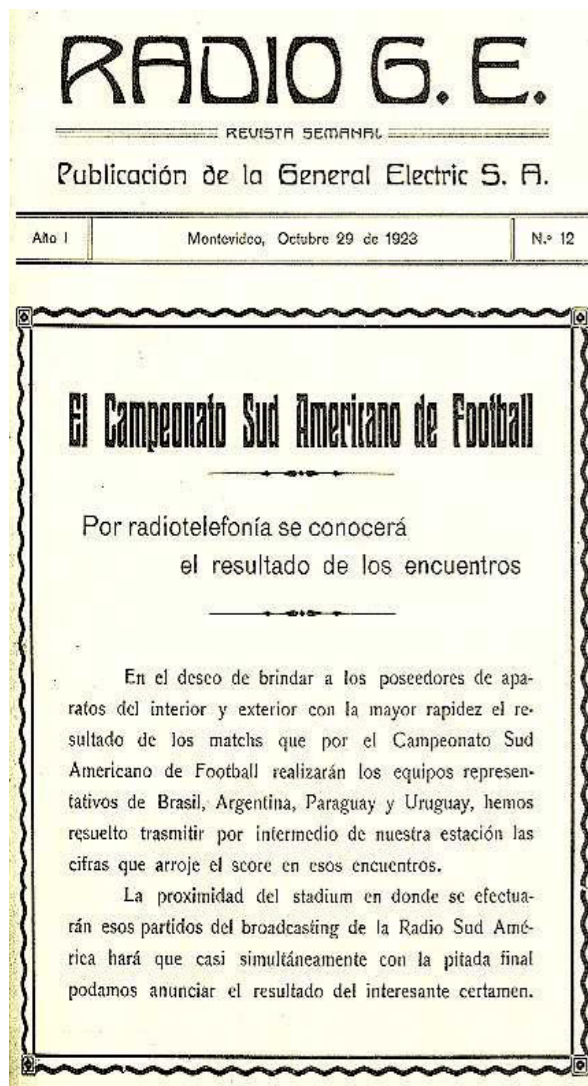 RADIO G. E.
REVISTA SEMANAL
Publicación de la General Electric S. A.
Año I
Montevideo, Octubre 29 de 1923
N.º 12
El Campeonato Sud Americano de Football
Por radiotelefonía se conocerá
el resultado de los encuentros
En el deseo de brindar a los poseedores de apa-
ratos del interior y exterior con la mayor rapidez el re-
sultado de los matchs que por el Campeonato Sud
Americano de Football realizarán los equipos represen-
tativos de Brasil, Argentina, Paraguay y Uruguay, hemos
resuelto trasmitir por intermedio de nuestra estación las
cifras que arroje el score en esos encuentros.
La proximidad del stadium en donde se efectua-
rán esos partidos del broadcasting de la Radio Sud Amé-
rica hará que casi simultáneamente con la pitada final
podamos anunciar el resultado del interesante certamen.